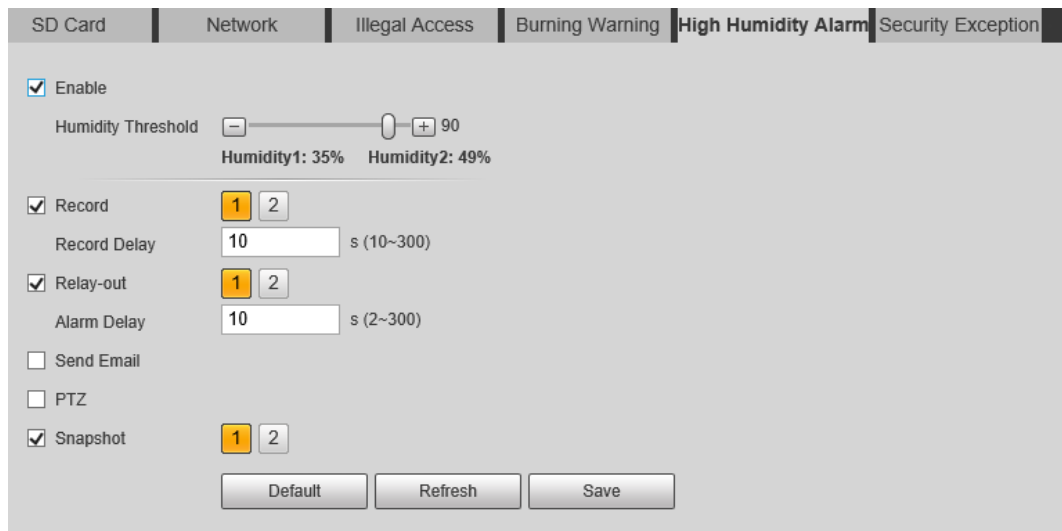 SD Card Network Illegal Access Burning Warning High Humidity Alarm Security Exception
Enable
Humidity Threshold 90
Humidity1: 35% Humidity2: 49%
Record 1 2
Record Delay 10 s (10~300)
Relay-out 1 2
Alarm Delay 10 s (2~300)
Send Email
PTZ
Snapshot 1 2
Default Refresh Save